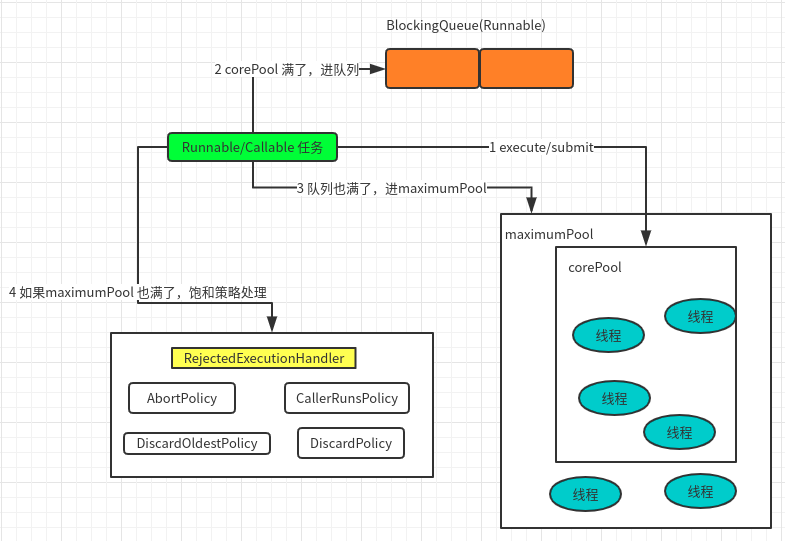 BlockingQueue(Runnable)
2 corePool 满了，进队列
Runnable/Callable 任务
1 execute/submit
3 队列也满了，进maximumPool
maximumPool
corePool
4 如果maximumPool 也满了，饱和策略处理
线程
线程
RejectedExecutionHandler
AbortPolicy
CallerRunsPolicy
线程
线程
DiscardOldestPolicy
DiscardPolicy
线程
线程